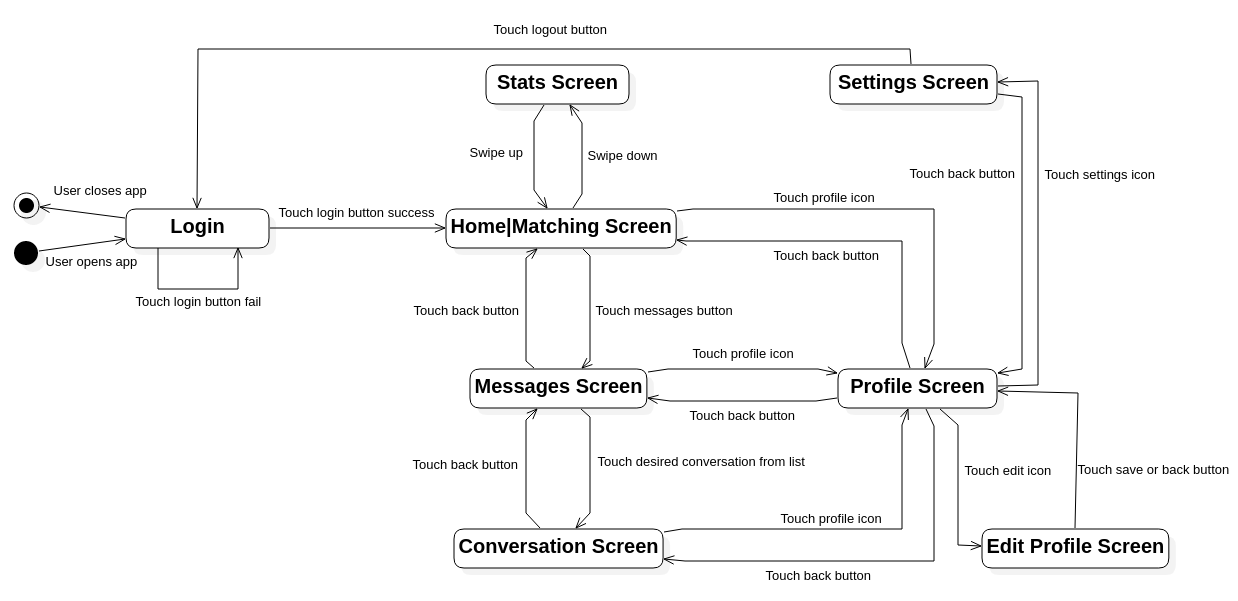 Touch logout button
Stats Screen
Settings Screen
Swipe up
Swipe down
Touch back button
Touch settings icon
User closes app
Touch profile icon
Login
Touch login button success
Home|Matching Screen
User opens app
Touch back button
Touch login button fail
Touch back button
Touch messages button
Touch profile icon
Messages Screen
Profile Screen
Touch back button
Touch back button
Touch desired conversation from list
Touch edit icon
Touch save or back button
Touch profile icon
Conversation Screen
Edit Profile Screen
Touch back button